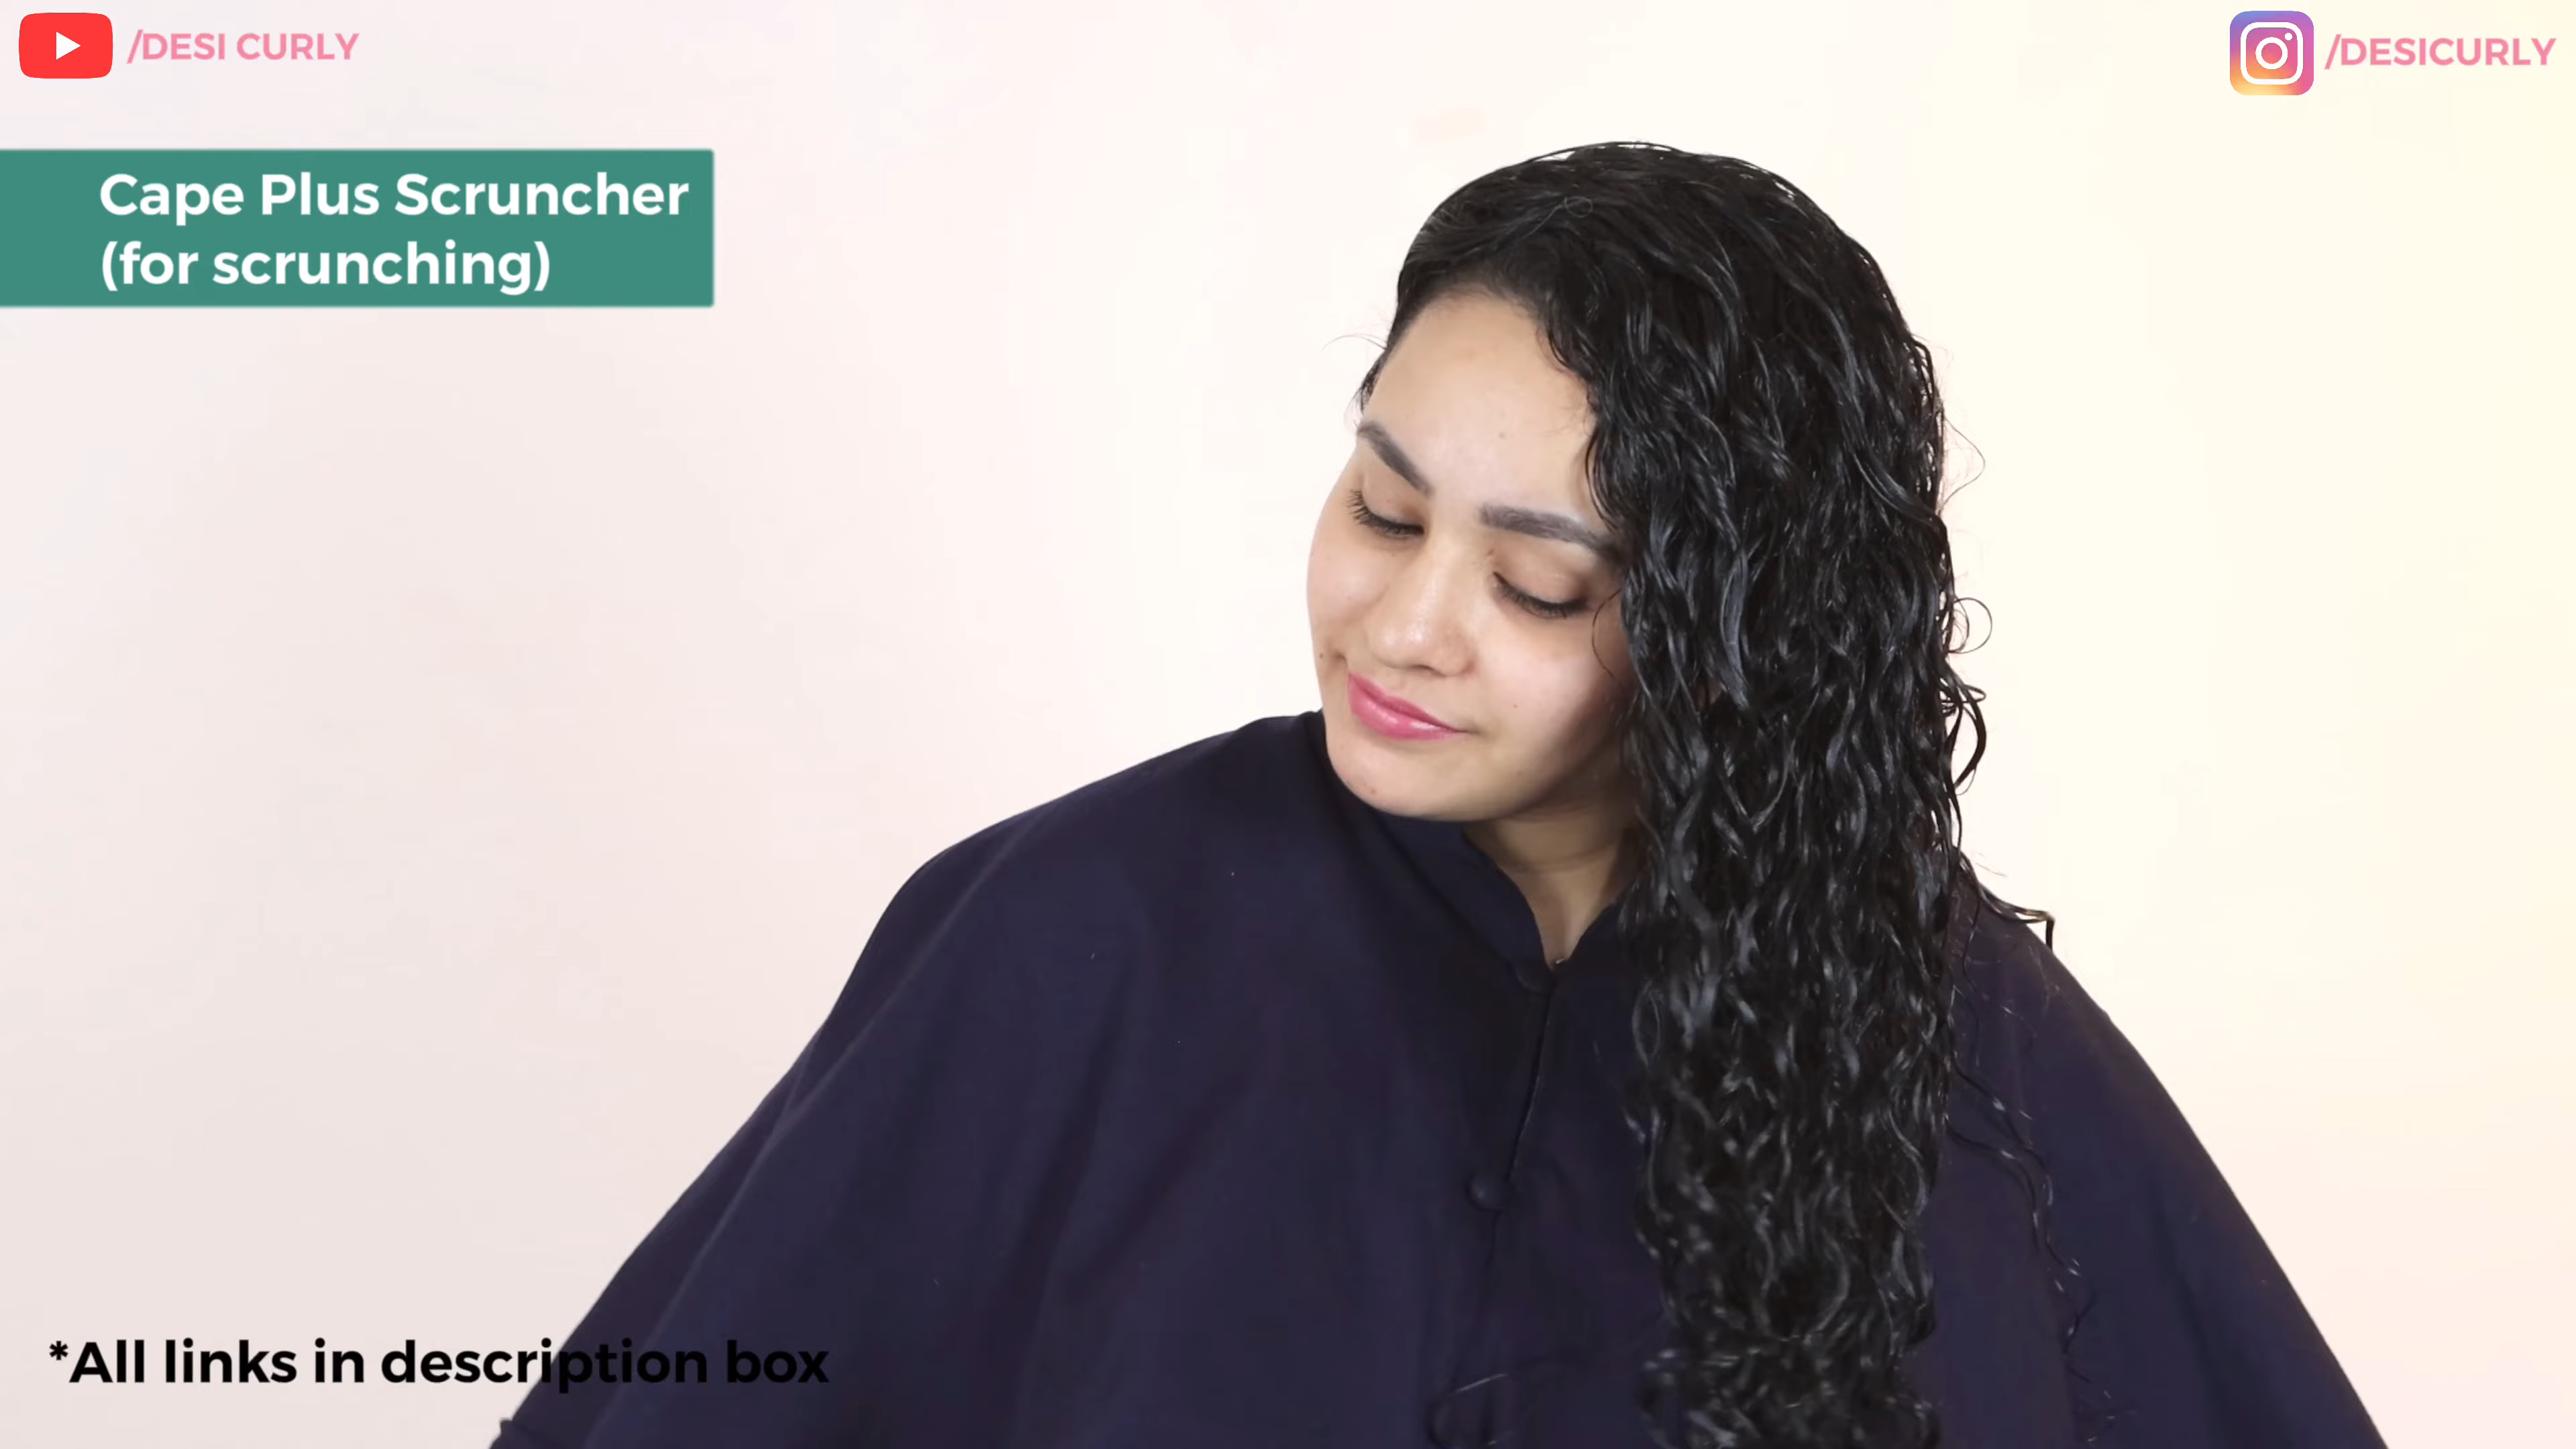 /DESI CURLY
/DESICURLY
Cape Plus Scruncher
(for scrunching)
*All links in description box